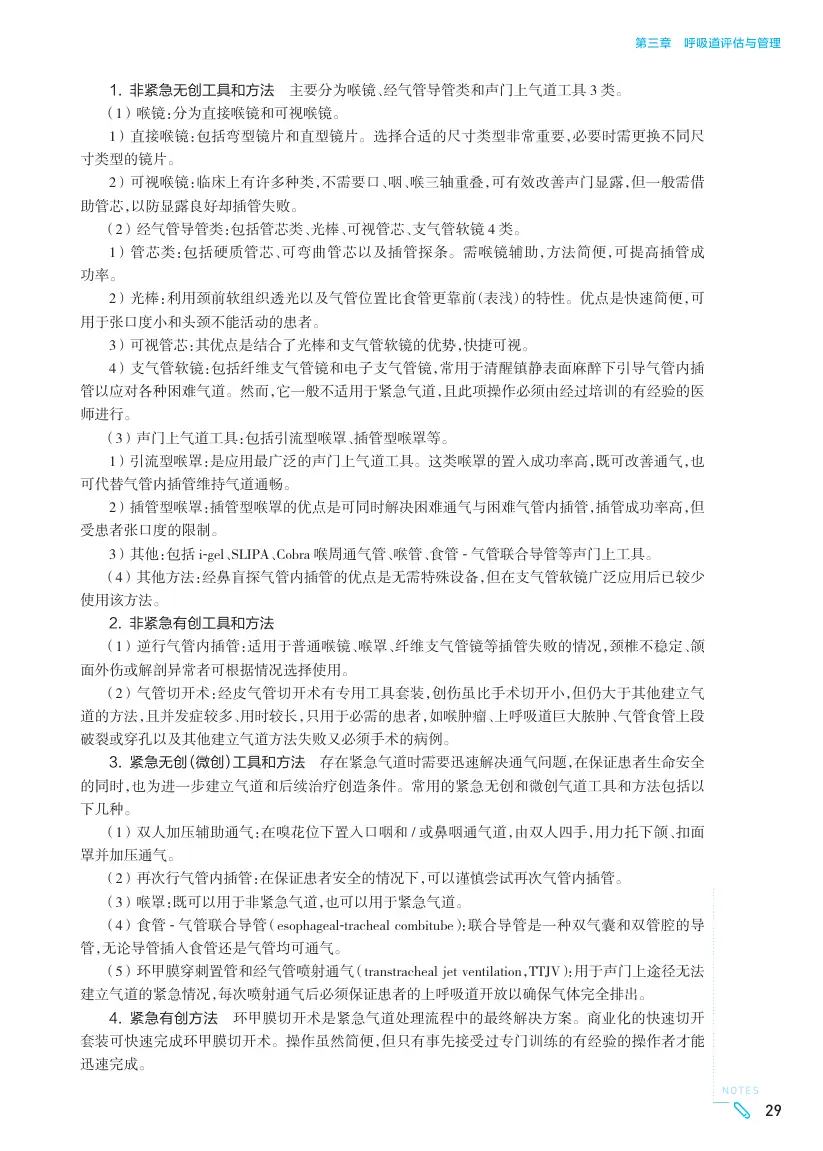 第三章 呼吸道评估与管理
1. 非紧急无创工具和方法 主要分为喉镜、经气管导管类和声门上气道工具 3 类。
（1）喉镜：分为直接喉镜和可视喉镜。
1）直接喉镜：包括弯型镜片和直型镜片。选择合适的尺寸类型非常重要，必要时需更换不同尺
寸类型的镜片。
2）可视喉镜：临床上有许多种类，不需要口、咽、喉三轴重叠，可有效改善声门显露，但一般需借
助管芯，以防显露良好却插管失败。
（2）经气管导管类：包括管芯类、光棒、可视管芯、支气管软镜 4 类。
1）管芯类：包括硬质管芯、可弯曲管芯以及插管探条。需喉镜辅助，方法简便，可提高插管成
功率。
2）光棒：利用颈前软组织透光以及气管位置比食管更靠前（表浅）的特性。优点是快速简便，可
用于张口度小和头颈不能活动的患者。
3）可视管芯：其优点是结合了光棒和支气管软镜的优势，快捷可视。
4）支气管软镜：包括纤维支气管镜和电子支气管镜，常用于清醒镇静表面麻醉下引导气管内插
管以应对各种困难气道。然而，它一般不适用于紧急气道，且此项操作必须由经过培训的有经验的医
师进行。
（3）声门上气道工具：包括引流型喉罩、插管型喉罩等。
1）引流型喉罩：是应用最广泛的声门上气道工具。这类喉罩的置入成功率高，既可改善通气，也
可代替气管内插管维持气道通畅。
2）插管型喉罩：插管型喉罩的优点是可同时解决困难通气与困难气管内插管，插管成功率高，但
受患者张口度的限制。
3）其他：包括 i-gel、SLIPA、Cobra 喉周通气管、喉管、食管 - 气管联合导管等声门上工具。
（4）其他方法：经鼻盲探气管内插管的优点是无需特殊设备，但在支气管软镜广泛应用后已较少
使用该方法。
2. 非紧急有创工具和方法
（1）逆行气管内插管：适用于普通喉镜、喉罩、纤维支气管镜等插管失败的情况，颈椎不稳定、颌
面外伤或解剖异常者可根据情况选择使用。
（2）气管切开术：经皮气管切开术有专用工具套装，创伤虽比手术切开小，但仍大于其他建立气
道的方法，且并发症较多、用时较长，只用于必需的患者，如喉肿瘤、上呼吸道巨大脓肿、气管食管上段
破裂或穿孔以及其他建立气道方法失败又必须手术的病例。
3. 紧急无创（微创）工具和方法 存在紧急气道时需要迅速解决通气问题，在保证患者生命安全
的同时，也为进一步建立气道和后续治疗创造条件。常用的紧急无创和微创气道工具和方法包括以
下几种。
（1）双人加压辅助通气：在嗅花位下置入口咽和 / 或鼻咽通气道，由双人四手，用力托下颌、扣面
罩并加压通气。
（2）再次行气管内插管：在保证患者安全的情况下，可以谨慎尝试再次气管内插管。
（3）喉罩：既可以用于非紧急气道，也可以用于紧急气道。
（4）食管 - 气管联合导管（esophageal-tracheal combitube）：联合导管是一种双气囊和双管腔的导
管，无论导管插入食管还是气管均可通气。
（5）环甲膜穿刺置管和经气管喷射通气（transtracheal jet ventilation，TTJV）：用于声门上途径无法
建立气道的紧急情况，每次喷射通气后必须保证患者的上呼吸道开放以确保气体完全排出。
4. 紧急有创方法 环甲膜切开术是紧急气道处理流程中的最终解决方案。商业化的快速切开
套装可快速完成环甲膜切开术。操作虽然简便，但只有事先接受过专门训练的有经验的操作者才能
迅速完成。
NOTES
29